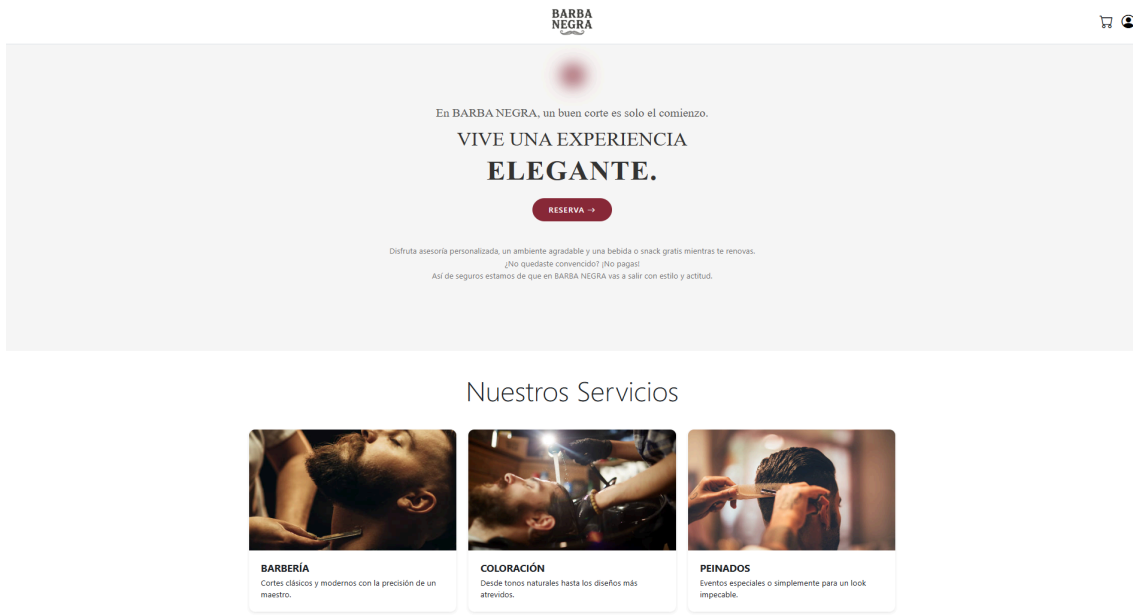 BARBA
NEGRA
En BARBA NEGRA, un buen corte es solo el comienzo.
VIVE UNA EXPERIENCIA
ELEGANTE.
RESERVA →
Disfruta asesoría personalizada, un ambiente agradable y una bebida o snack gratis mientras te renovas.
¿No quedaste convencido? ¡No pagas!
Así de seguros estamos de que en BARBA NEGRA vas a salir con estilo y actitud.
Nuestros Servicios
BARBERÍA
Cortes clásicos y modernos con la precisión de un
maestro.
COLORACIÓN
Desde tonos naturales hasta los diseños más
atrevidos.
PEINADOS
Eventos especiales o simplemente para un look
impecable.